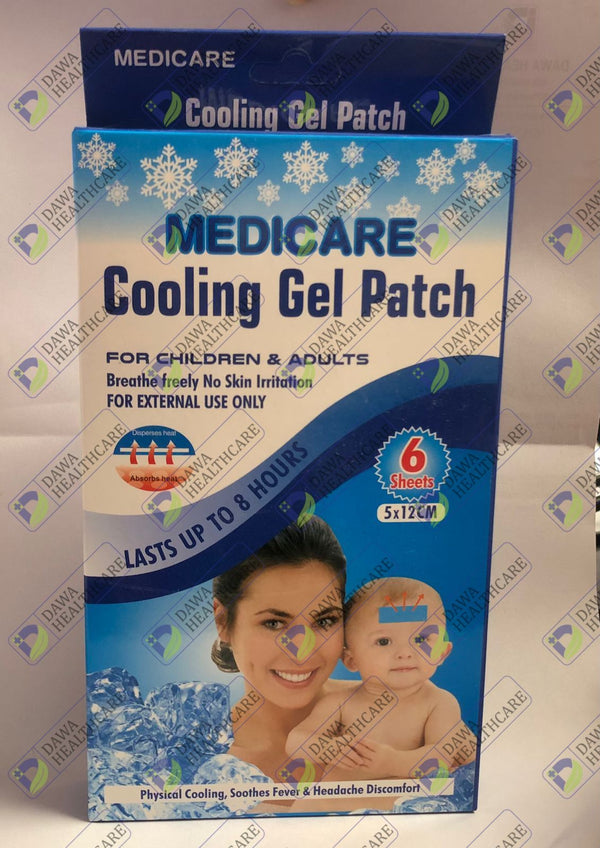 MEDICARE
Cooling Gel Patch
MEDICARE
Cooling Gel Patch
FOR CHILDREN & ADULTS
Breathe freely No Skin Irritation
FOR EXTERNAL USE ONLY
Disperses heat
Absorbs heat
LASTS UP TO 8 HOURS
6
Sheets
5x12CM
Physical Cooling, Soothes Fever & Headache Discomfort
DAWA
HEALTHCARE